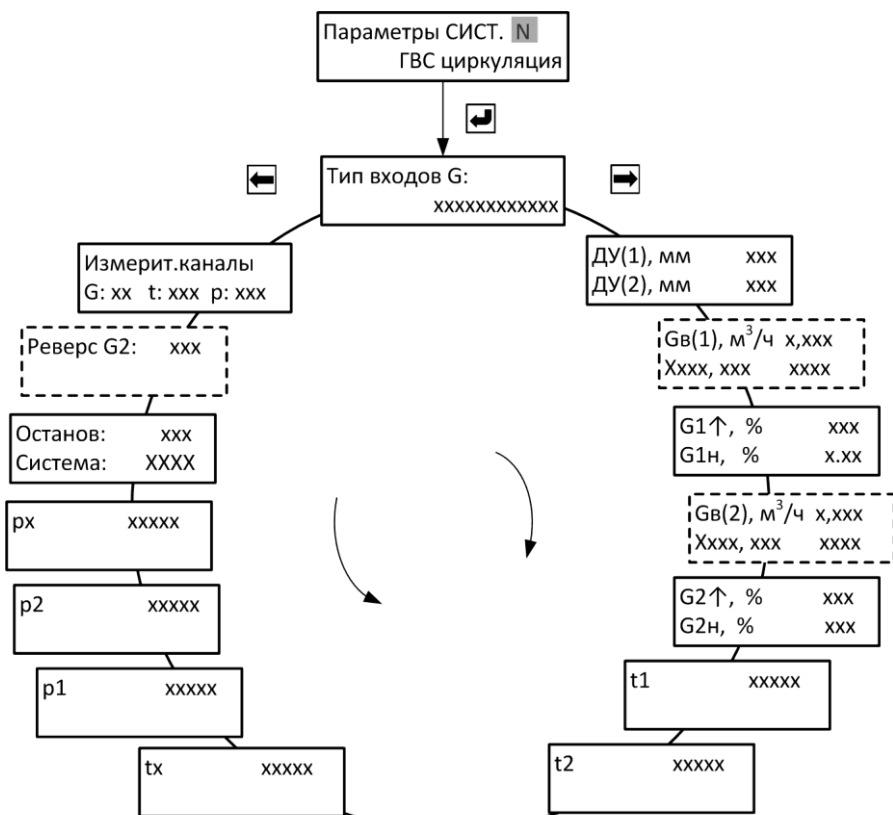 Параметры СИСТ. N
ГВС циркуляция
Тип входов G:
xxxxxxxxxxxx
Измерит.каналы
G: xx t: xxx p: xxx
Реверс G2: xxx
Останов: xxx
Система: XXXX
px xxxxx
p2 xxxxx
p1 xxxxx
tx xxxxx
ДУ(1), мм xxx
ДУ(2), мм xxx
Gв(1), м³/ч x,xxx
Xxxx, xxx xxxx
G1↑, % xxx
G1н, % x.xx
Gв(2), м³/ч x,xxx
Xxxx, xxx xxxx
G2↑, % xxx
G2н, % xxx
t1 xxxxx
t2 xxxxx